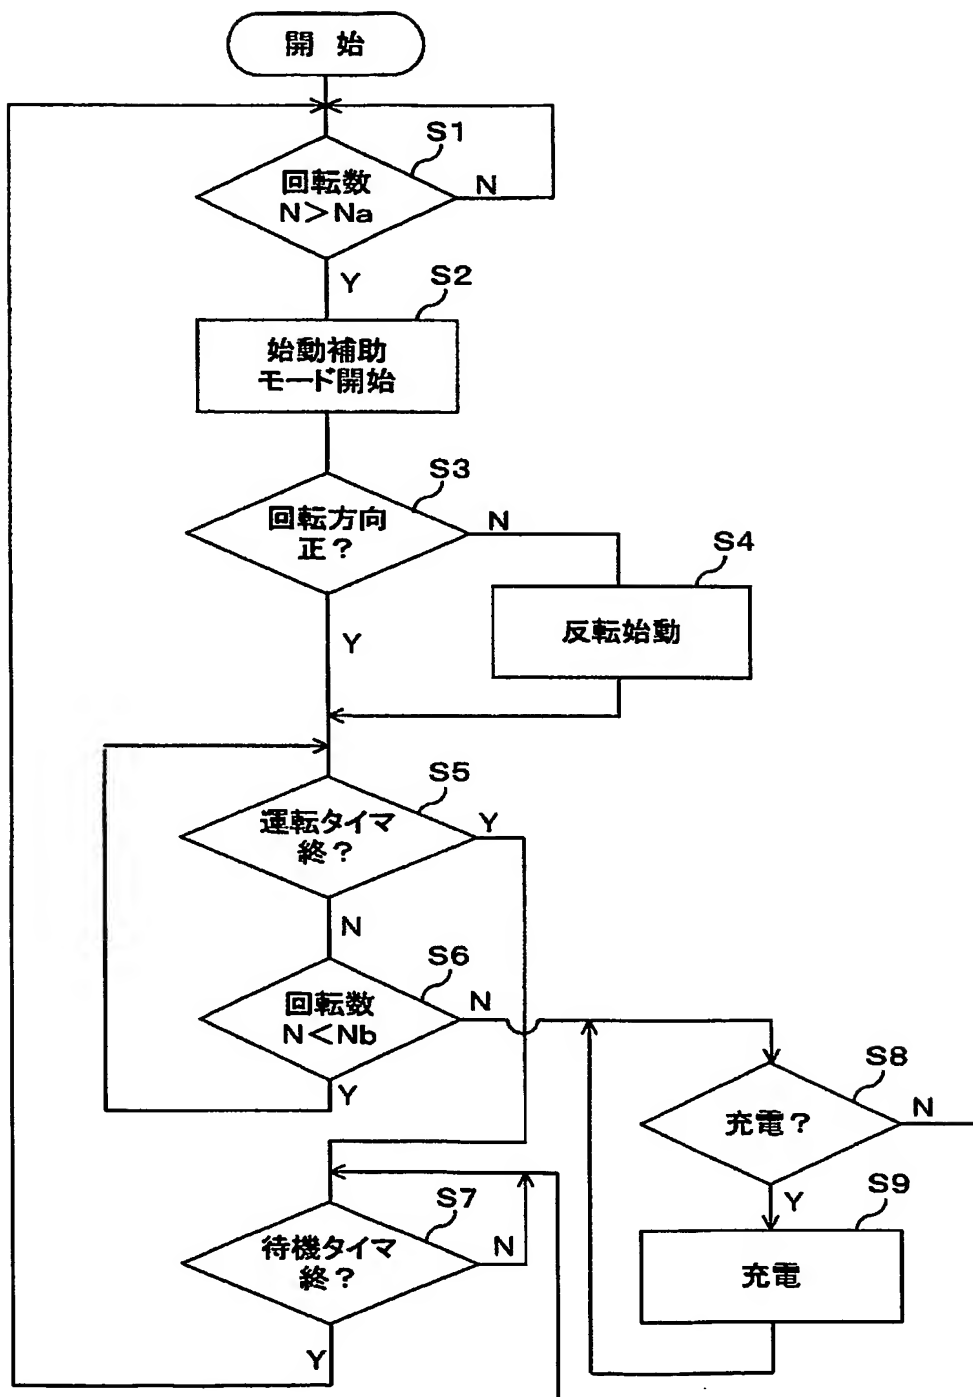 開 始
S1
回転数
N>Na
N
Y
S2
始動補助
モード開始
S3
回転方向
正?
N
S4
反転始動
Y
S5
運転タイマ
終?
Y
N
S6
回転数
N<Nb
N
Y
S8
充電?
N
Y
S9
充電
S7
待機タイマ
終?
N
Y